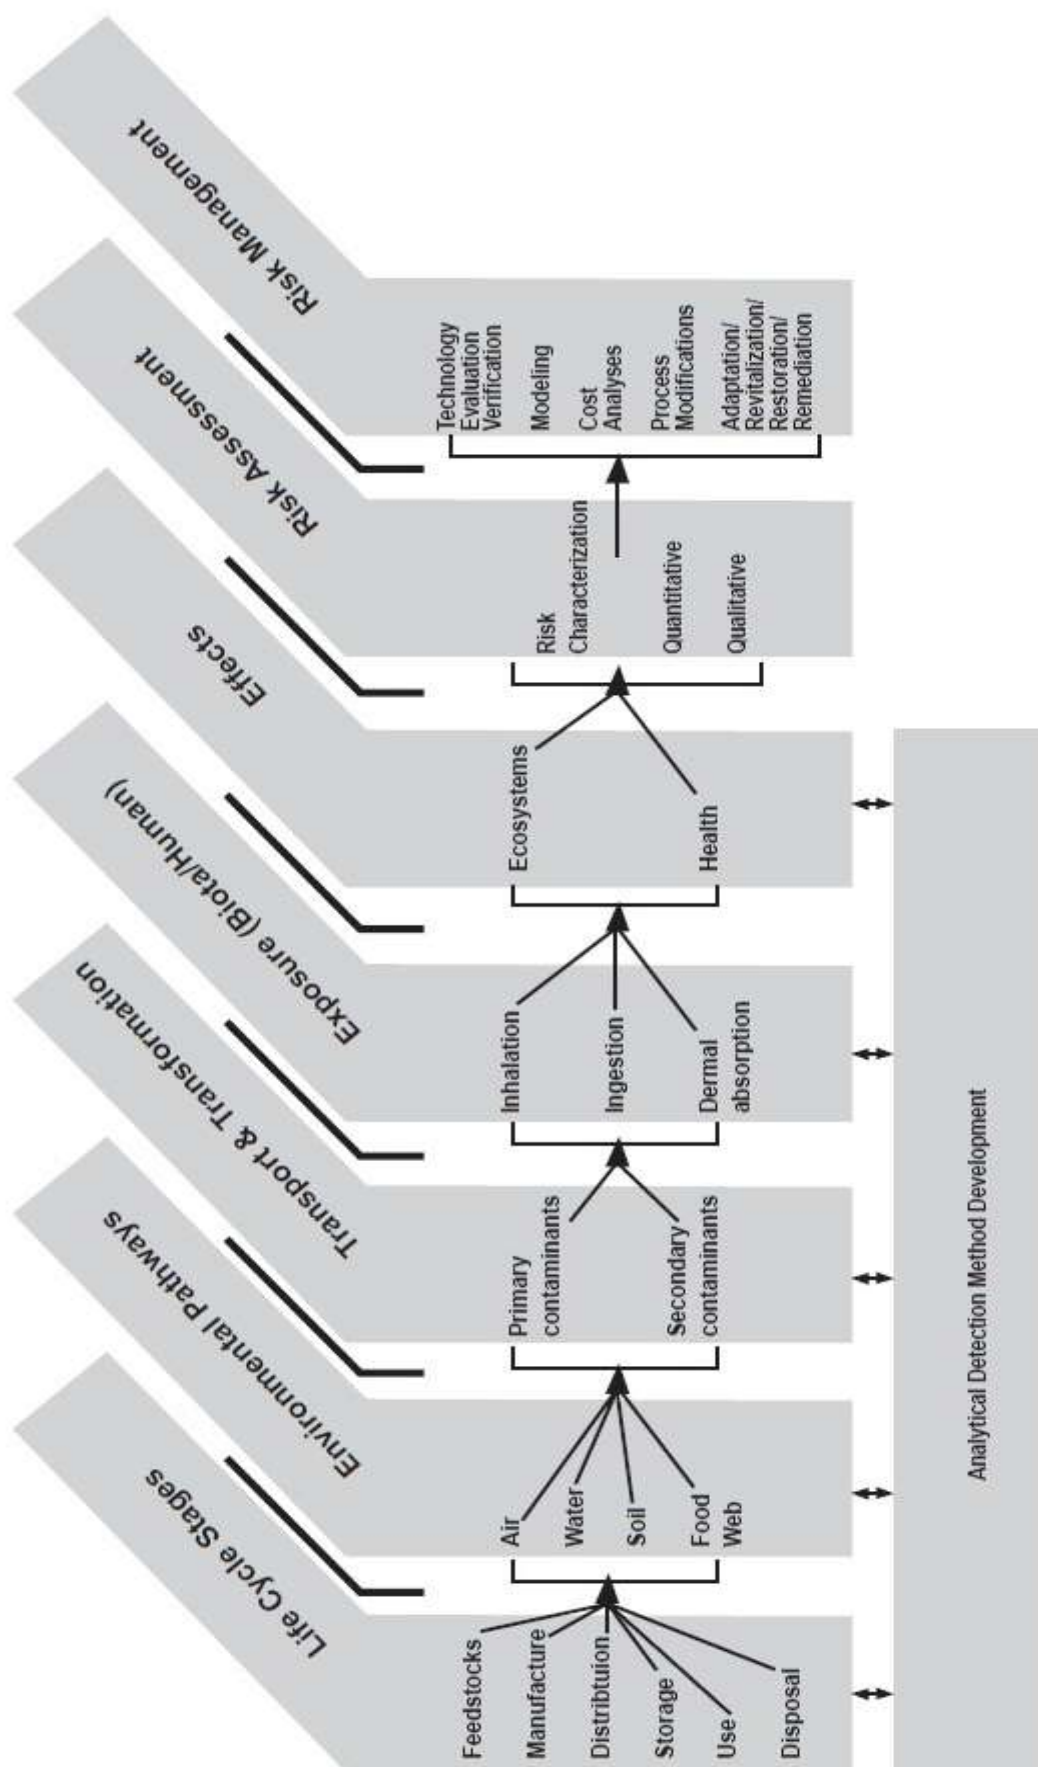 Life Cycle Stages
Feedstocks
Manufacture
Distribtuion
Storage
Use
Disposal
Environmental Pathways
Air
Water
Soil
Food
Web
Transport & Transformation
Primary
contaminants
Secondary
contaminants
Exposure (Biota/Human)
Inhalation
Ingestion
Dermal
absorption
Effects
Ecosystems
Health
Risk Assessment
Risk
Characterization
Quantitative
Qualitative
Risk Management
Technology
Evaluation
Verification
Modeling
Cost
Analyses
Process
Modifications
Adaptation/
Revitalization/
Restoration/
Remediation
Analytical Detection Method Development